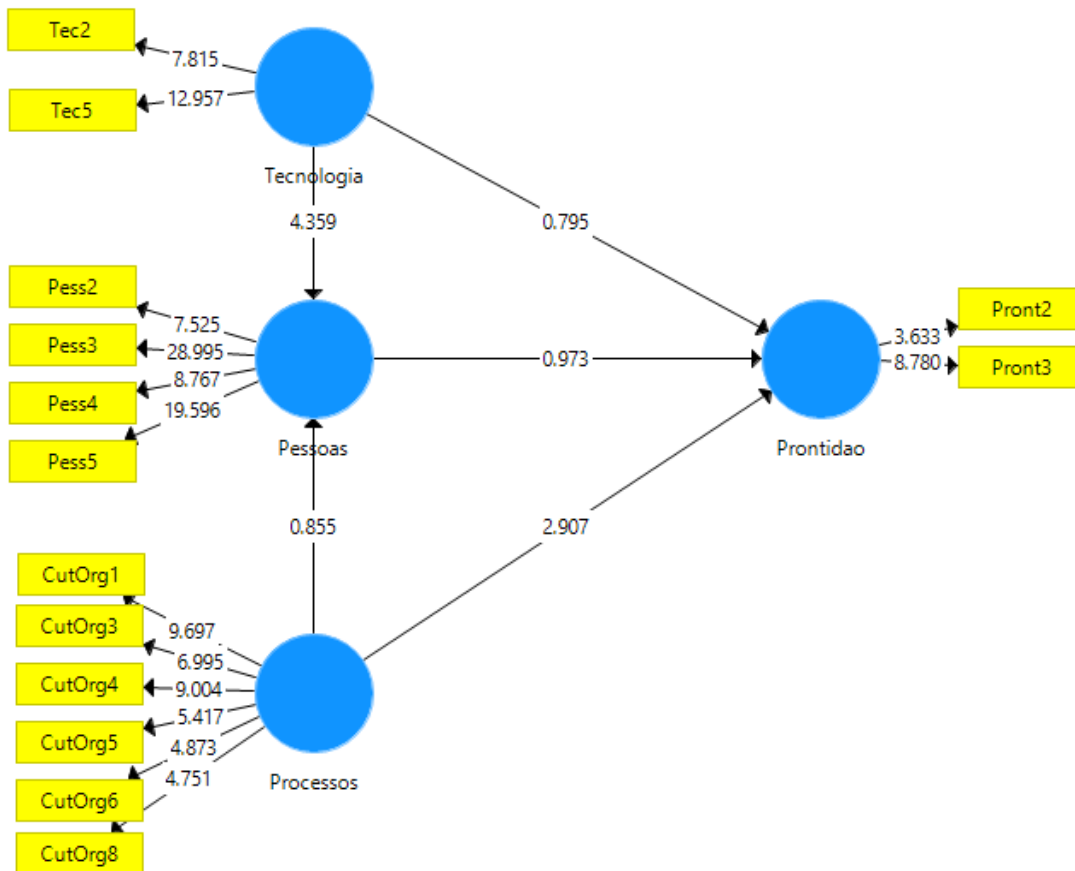 Tec2
7.815
Tec5
12.957
Tecnologia
4.359
0.795
Pess2
7.525
Pess3
28.995
Pess4
8.767
Pess5
19.596
Pessoas
0.973
Pront2
3.633
Pront3
8.780
Prontidao
0.855
2.907
CutOrg1
9.697
CutOrg3
6.995
CutOrg4
9.004
CutOrg5
5.417
CutOrg6
4.873
CutOrg8
4.751
Processos